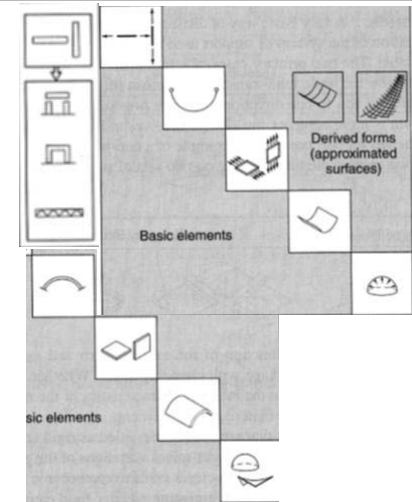 Derived forms
(approximated
surfaces)
Basic elements
sic elements